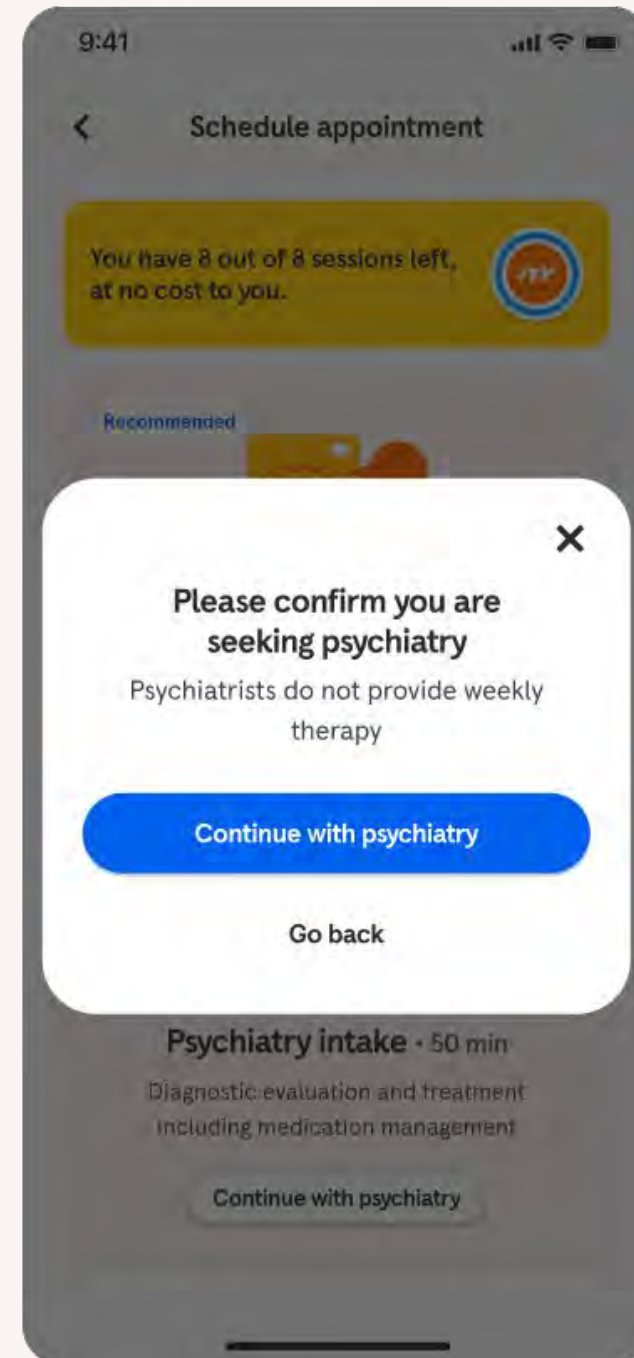 9:41
Schedule appointment
You have 8 out of 8 sessions left,
at no cost to you.
Recommended
Please confirm you are
seeking psychiatry
Psychiatrists do not provide weekly
therapy
Continue with psychiatry
Go back
Psychiatry intake • 50 min
Diagnostic evaluation and treatment
including medication management
Continue with psychiatry